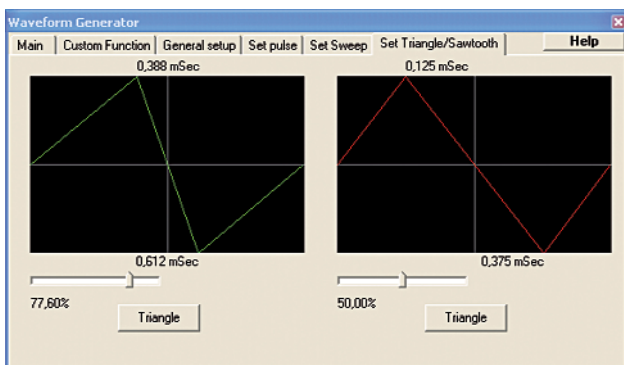 Waveform Generator
Main Custom Function General setup Set pulse Set Sweep Set Triangle/Sawtooth Help
0,388 mSec 0,125 mSec
0,612 mSec 0,375 mSec
77,60% 50,00%
Triangle Triangle